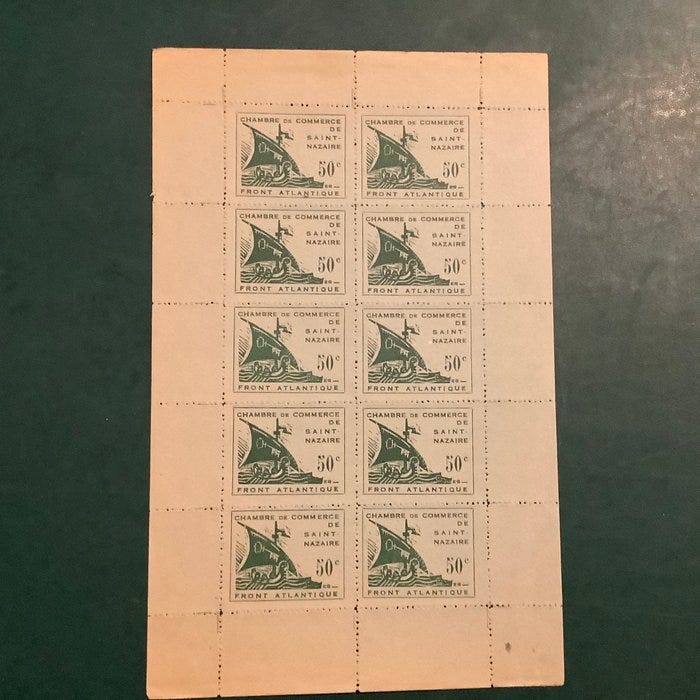 CHAMBRE DE COMMERCE
DE
SAINT-
NAZAIRE
50c
FRONT ATLANTIQUE
CHAMBRE DE COMMERCE
DE
SAINT-
NAZAIRE
50c
FRONT ATLANTIQUE
CHAMBRE DE COMMERCE
DE
SAINT-
NAZAIRE
50c
FRONT ATLANTIQUE
CHAMBRE DE COMMERCE
DE
SAINT-
NAZAIRE
50c
FRONT ATLANTIQUE
CHAMBRE DE COMMERCE
DE
SAINT-
NAZAIRE
50c
FRONT ATLANTIQUE
CHAMBRE DE COMMERCE
DE
SAINT-
NAZAIRE
50c
FRONT ATLANTIQUE
CHAMBRE DE COMMERCE
DE
SAINT-
NAZAIRE
50c
FRONT ATLANTIQUE
CHAMBRE DE COMMERCE
DE
SAINT-
NAZAIRE
50c
FRONT ATLANTIQUE
CHAMBRE DE COMMERCE
DE
SAINT-
NAZAIRE
50c
FRONT ATLANTIQUE
CHAMBRE DE COMMERCE
DE
SAINT-
NAZAIRE
50c
FRONT ATLANTIQUE